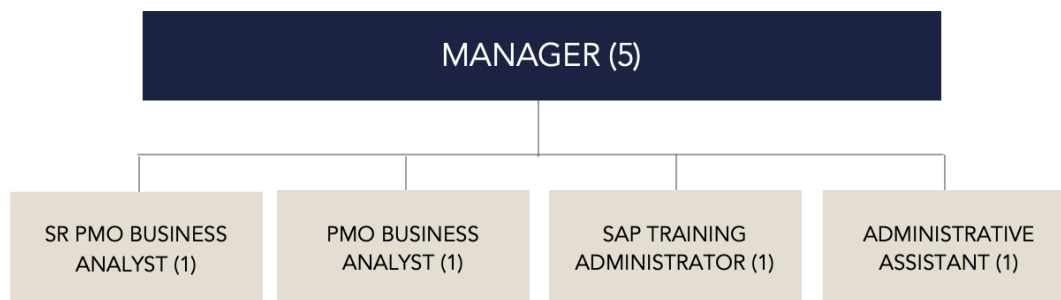 MANAGER (5)
SR PMO BUSINESS
ANALYST (1)
PMO BUSINESS
ANALYST (1)
SAP TRAINING
ADMINISTRATOR (1)
ADMINISTRATIVE
ASSISTANT (1)